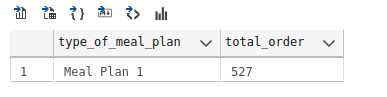 type_of_meal_plan total_order
1 Meal Plan 1 527